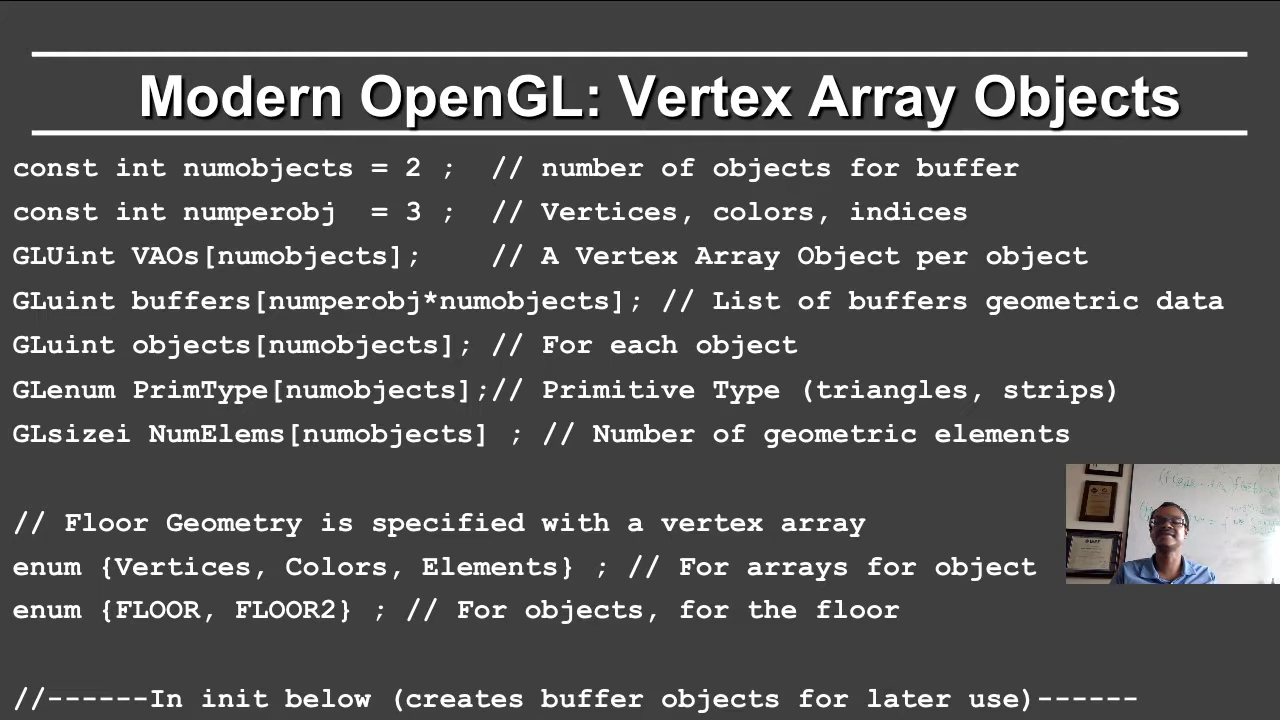 Modern OpenGL: Vertex Array Objects
const int numobjects = 2 ;  // number of objects for buffer
const int numperobj  = 3 ;  // Vertices, colors, indices
GLUint VAOs[numobjects];    // A Vertex Array Object per object
GLuint buffers[numperobj*numobjects]; // List of buffers geometric data
GLuint objects[numobjects]; // For each object
GLenum PrimType[numobjects];// Primitive Type (triangles, strips)
GLsizei NumElems[numobjects] ; // Number of geometric elements
// Floor Geometry is specified with a vertex array
enum {Vertices, Colors, Elements} ; // For arrays for object
enum {FLOOR, FLOOR2} ; // For objects, for the floor
//------In init below (creates buffer objects for later use)------